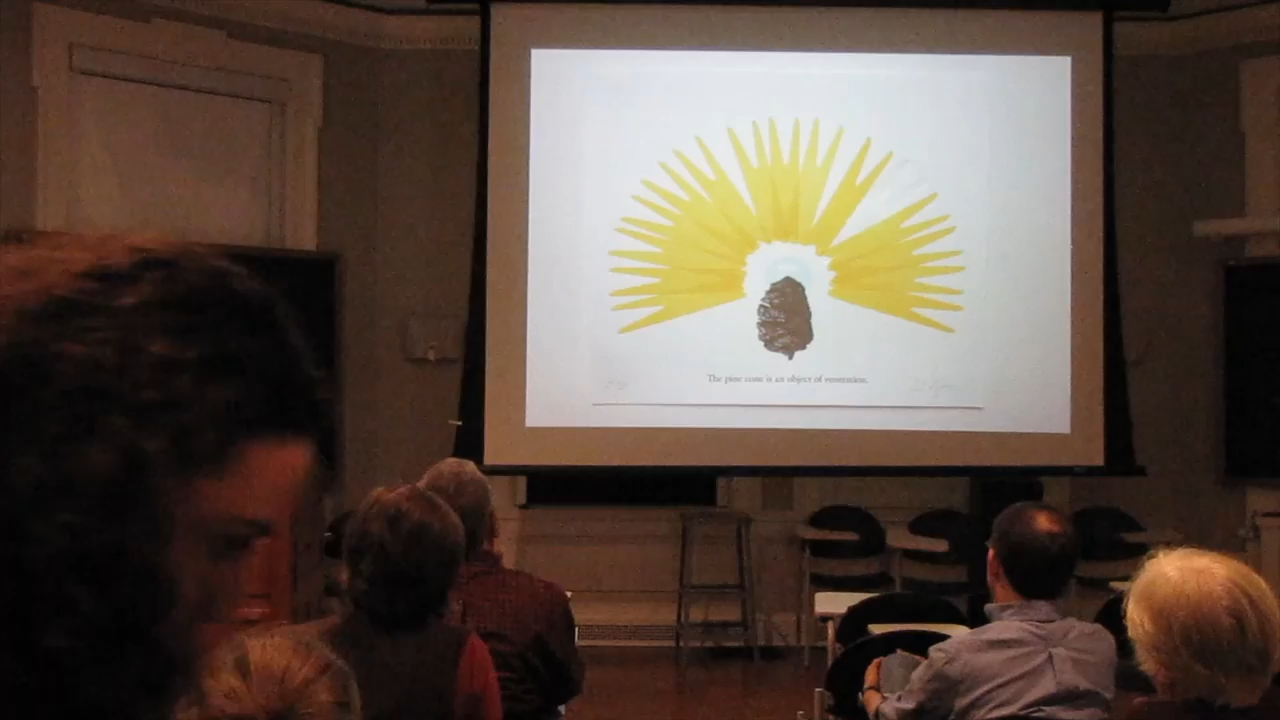 The pine cone is an object of veneration.